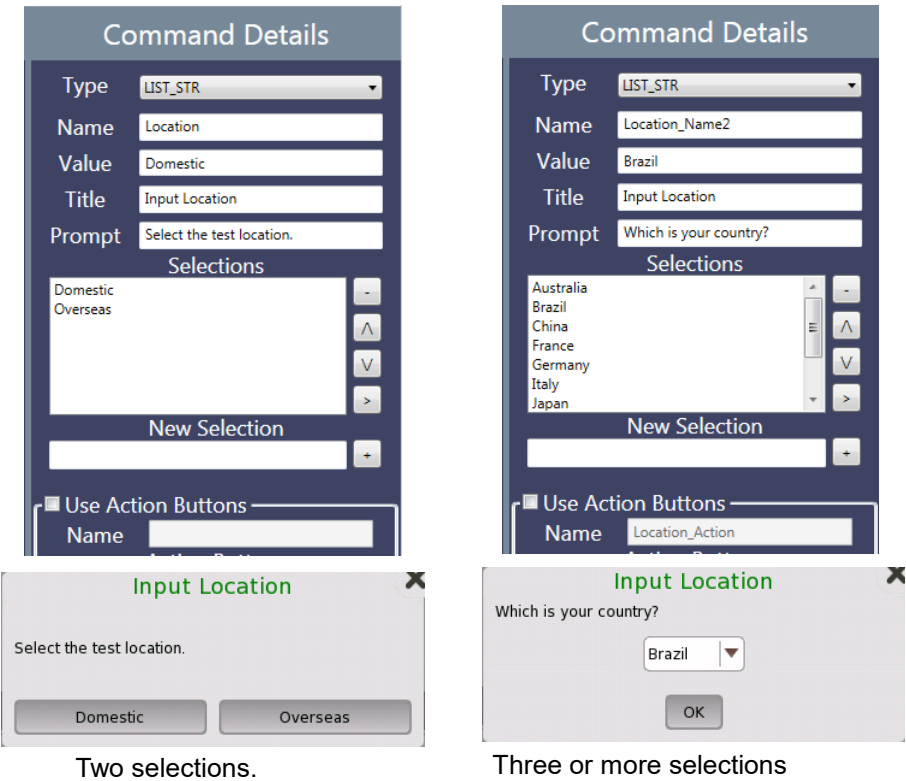 Command Details
Type LIST_STR
Name Location
Value Domestic
Title Input Location
Prompt Select the test location.
Selections
Domestic
Overseas
-
Λ
V
>
New Selection
+
Use Action Buttons
Name
Input Location
X
Select the test location.
Domestic Overseas
Two selections.
Command Details
Type LIST_STR
Name Location_Name2
Value Brazil
Title Input Location
Prompt Which is your country?
Selections
Australia
Brazil
China
France
Germany
Italy
Japan
-
Λ
V
>
New Selection
+
Use Action Buttons
Name Location_Action
Input Location
X
Which is your country?
Brazil
OK
Three or more selections